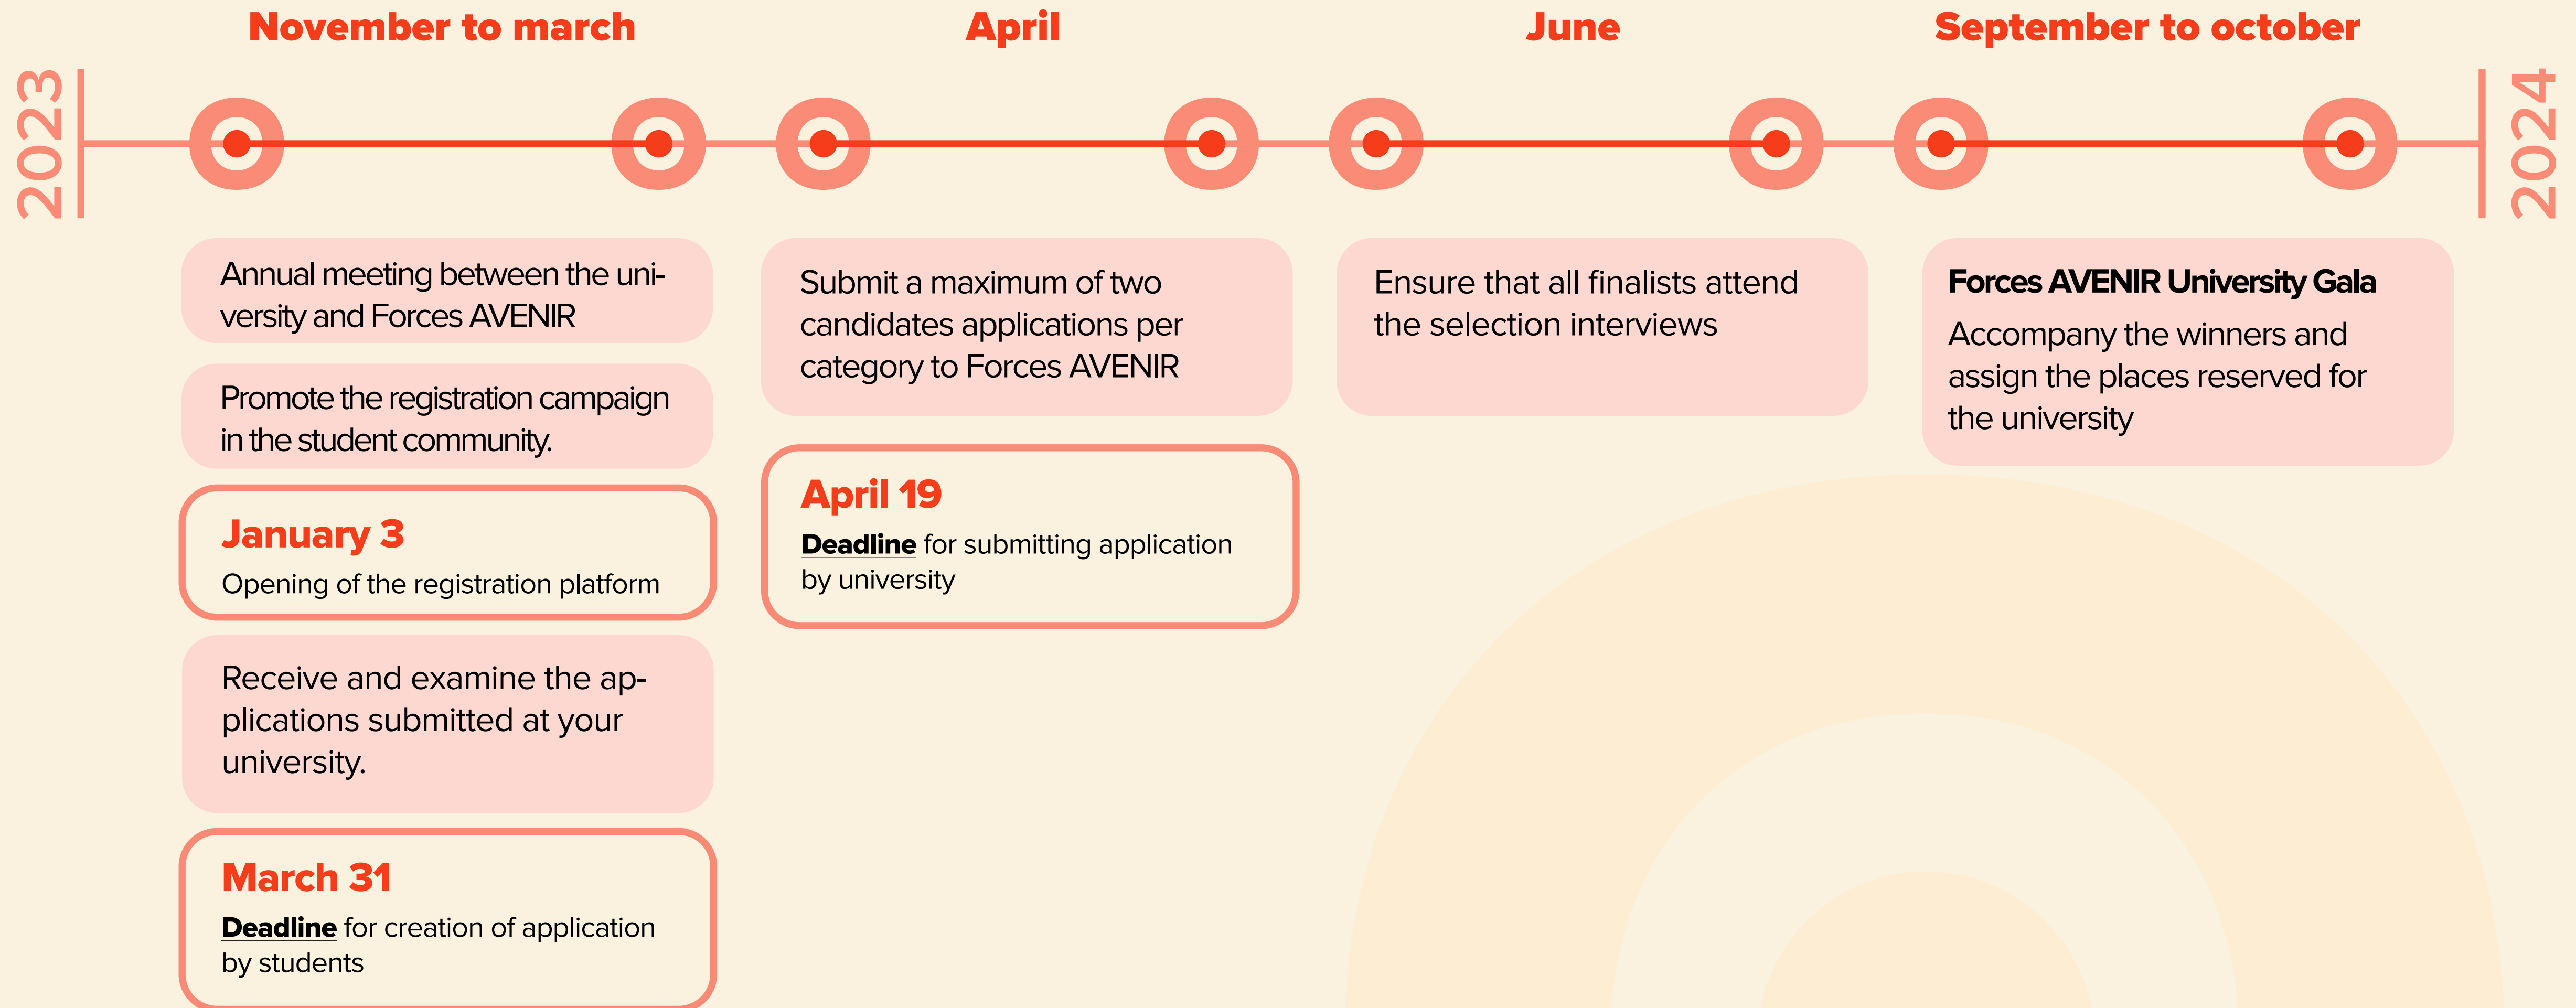 November to march
April
June
September to october
2023
2024
Annual meeting between the uni-
versity and Forces AVENIR
Promote the registration campaign
in the student community.
January 3
Opening of the registration platform
Receive and examine the ap-
plications submitted at your
university.
March 31
Deadline for creation of application
by students
Submit a maximum of two
candidates applications per
category to Forces AVENIR
April 19
Deadline for submitting application
by university
Ensure that all finalists attend
the selection interviews
Forces AVENIR University Gala
Accompany the winners and
assign the places reserved for
the university